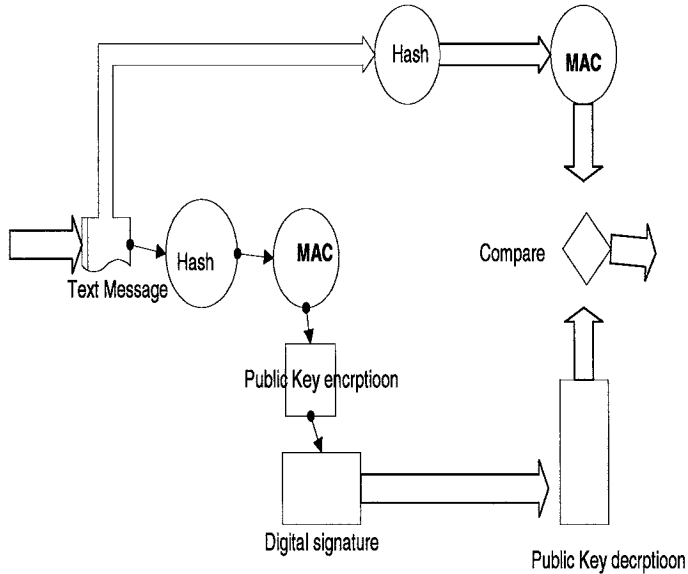 Hash
MAC
Text Message
Hash
MAC
Compare
Public Key encrptioon
Digital signature
Public Key decrptioon